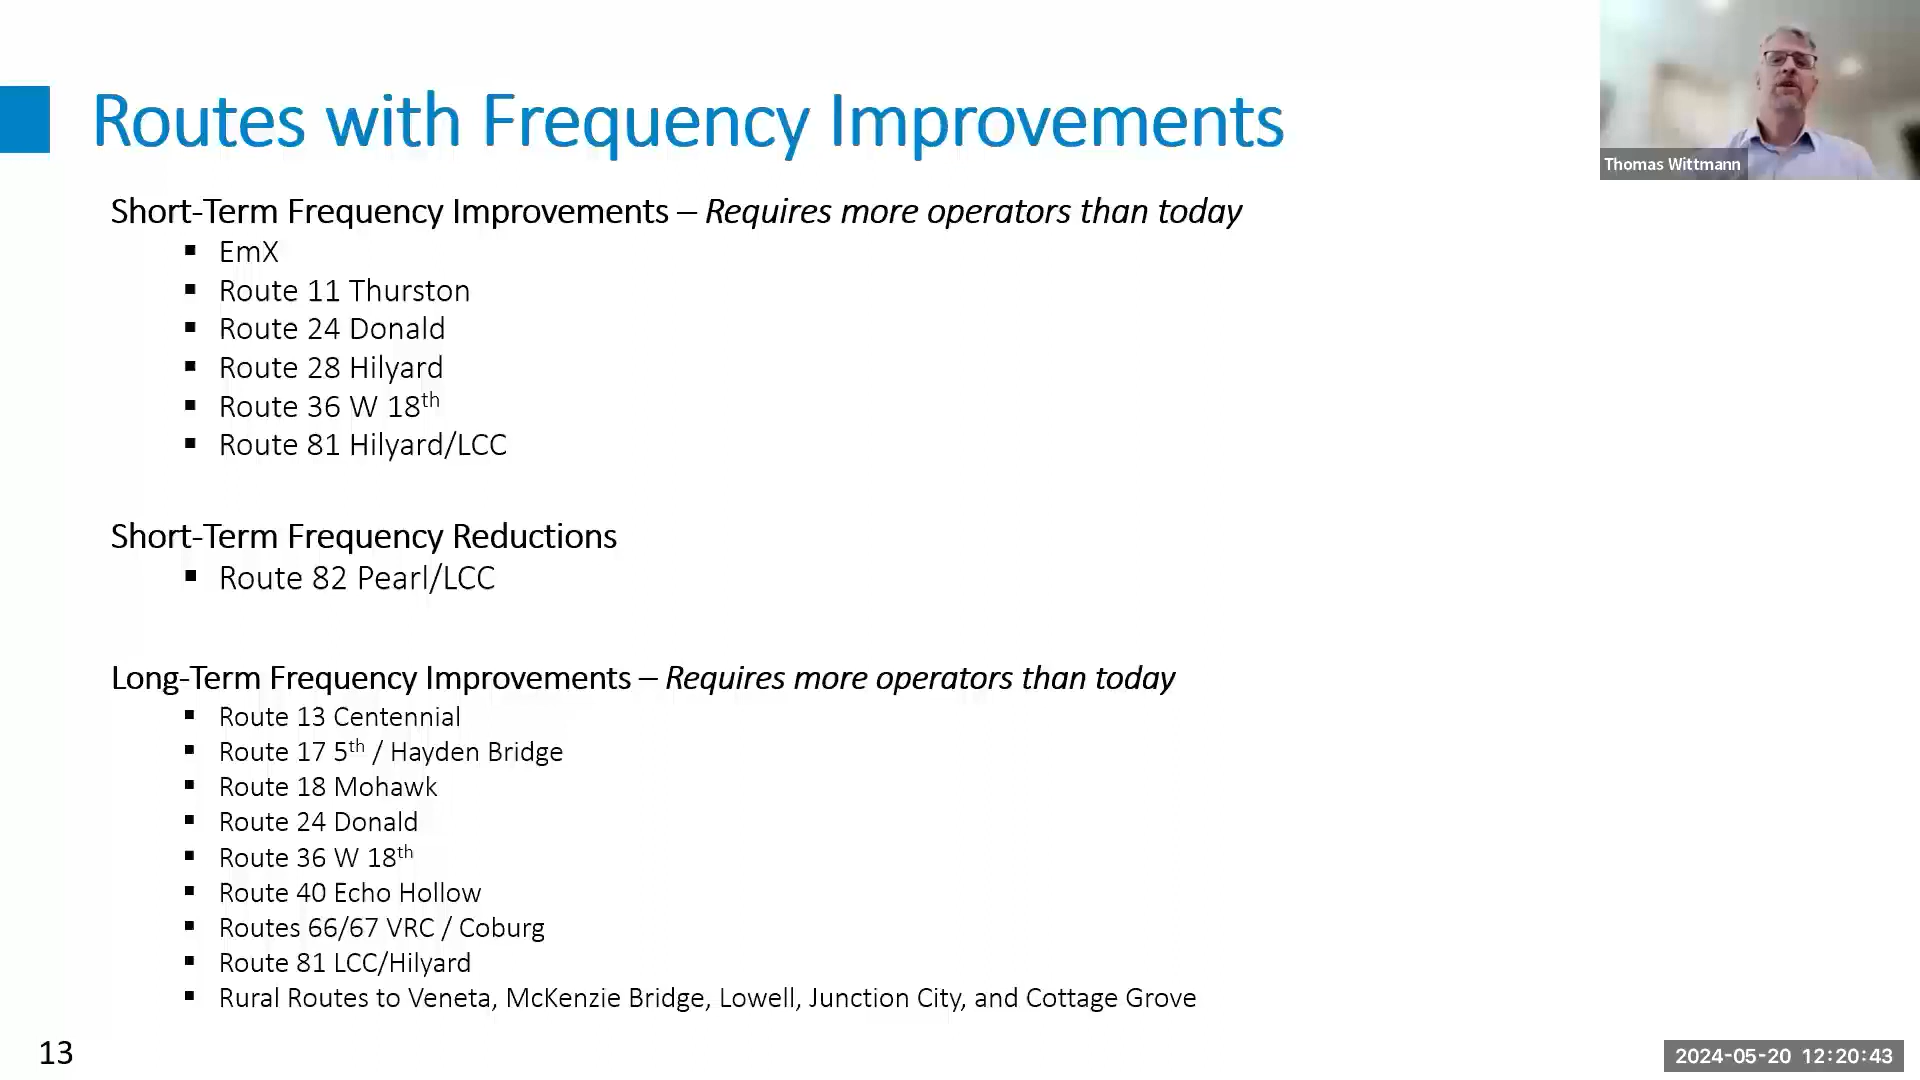 Routes with Frequency Improvements
Thomas Wittmann
Short-Term Frequency Improvements – Requires more operators than today
▪ EmX
▪ Route 11 Thurston
▪ Route 24 Donald
▪ Route 28 Hilyard
▪ Route 36 W 18th
▪ Route 81 Hilyard/LCC
Short-Term Frequency Reductions
▪ Route 82 Pearl/LCC
Long-Term Frequency Improvements – Requires more operators than today
▪ Route 13 Centennial
▪ Route 17 5th / Hayden Bridge
▪ Route 18 Mohawk
▪ Route 24 Donald
▪ Route 36 W 18th
▪ Route 40 Echo Hollow
▪ Routes 66/67 VRC / Coburg
▪ Route 81 LCC/Hilyard
▪ Rural Routes to Veneta, McKenzie Bridge, Lowell, Junction City, and Cottage Grove
13
2024-05-20 12:20:43